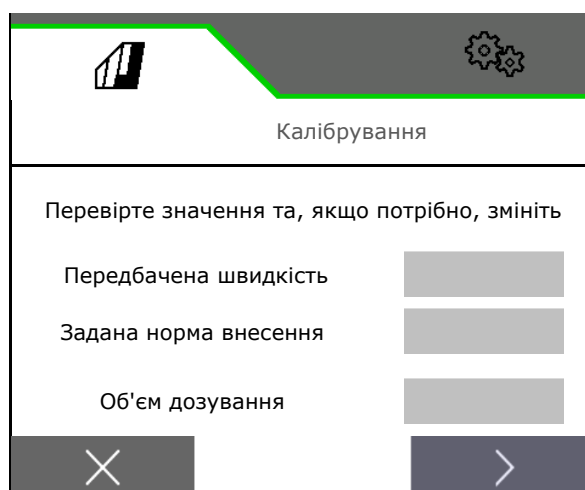 Калібрування
Перевірте значення та, якщо потрібно, змініть
Передбачена швидкість
Задана норма внесення
Об'єм дозування